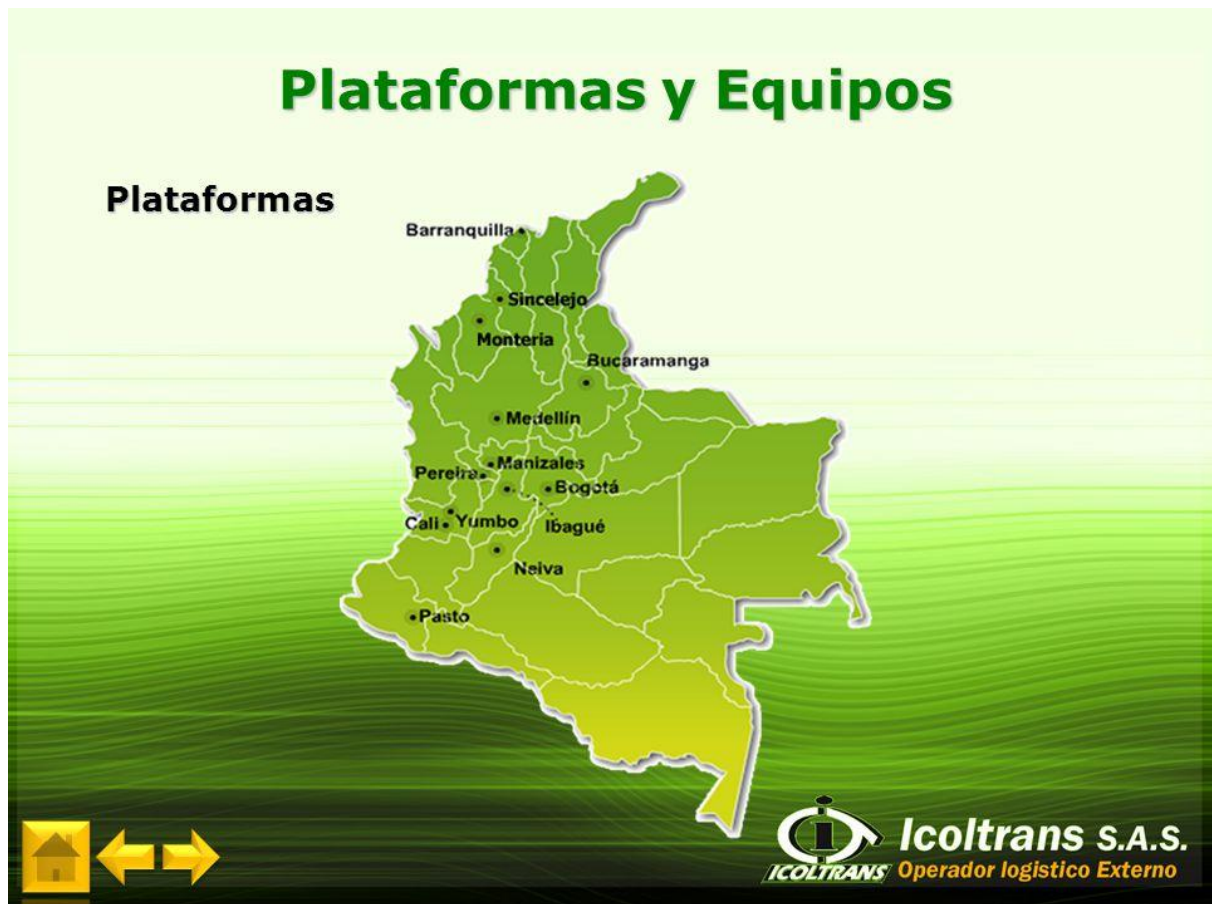 Plataformas y Equipos
Plataformas
Barranquilla
Sincelejo
Monteria
Bucaramanga
Medellín
Manizales
Pereira
Bogotá
Cali
Yumbo
Ibagué
Neiva
Pasto
Icoltrans S.A.S.
ICOLTRANS
Operador logistico Externo